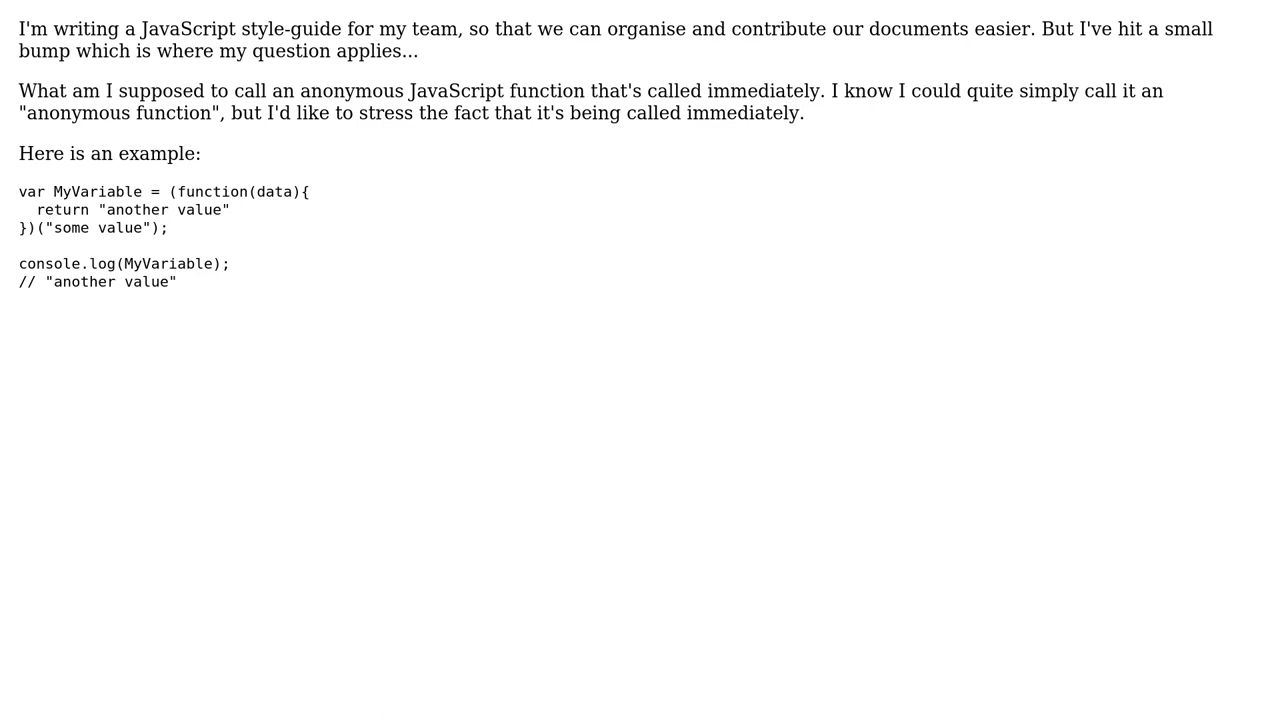 I'm writing a JavaScript style-guide for my team, so that we can organise and contribute our documents easier. But I've hit a small
bump which is where my question applies...
What am I supposed to call an anonymous JavaScript function that's called immediately. I know I could quite simply call it an
"anonymous function", but I'd like to stress the fact that it's being called immediately.
Here is an example:
var MyVariable = (function(data){
  return "another value"
})("some value");
console.log(MyVariable);
// "another value"